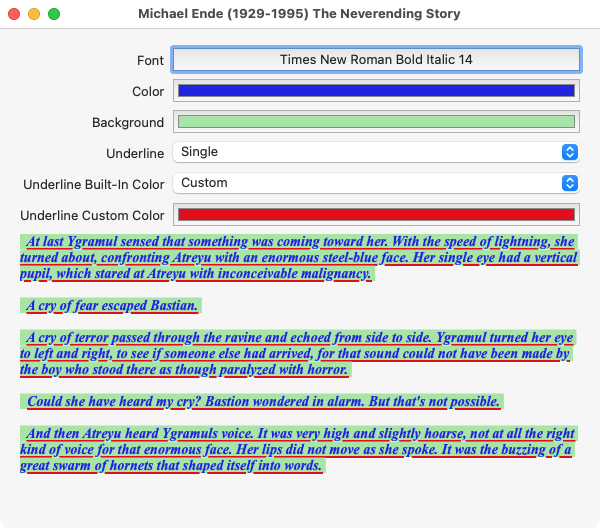 Michael Ende (1929-1995) The Neverending Story
Font
Times New Roman Bold Italic 14
Color
Background
Underline
Single
Underline Built-In Color
Custom
Underline Custom Color
At last Ygramul sensed that something was coming toward her. With the speed of lightning, she
turned about, confronting Atreyu with an enormous steel-blue face. Her single eye had a vertical
pupil, which stared at Atreyu with inconceivable malignancy.
A cry of fear escaped Bastian.
A cry of terror passed through the ravine and echoed from side to side. Ygramul turned her eye
to left and right, to see if someone else had arrived, for that sound could not have been made by
the boy who stood there as though paralyzed with horror.
Could she have heard my cry? Bastion wondered in alarm. But that's not possible.
And then Atreyu heard Ygramuls voice. It was very high and slightly hoarse, not at all the right
kind of voice for that enormous face. Her lips did not move as she spoke. It was the buzzing of a
great swarm of hornets that shaped itself into words.